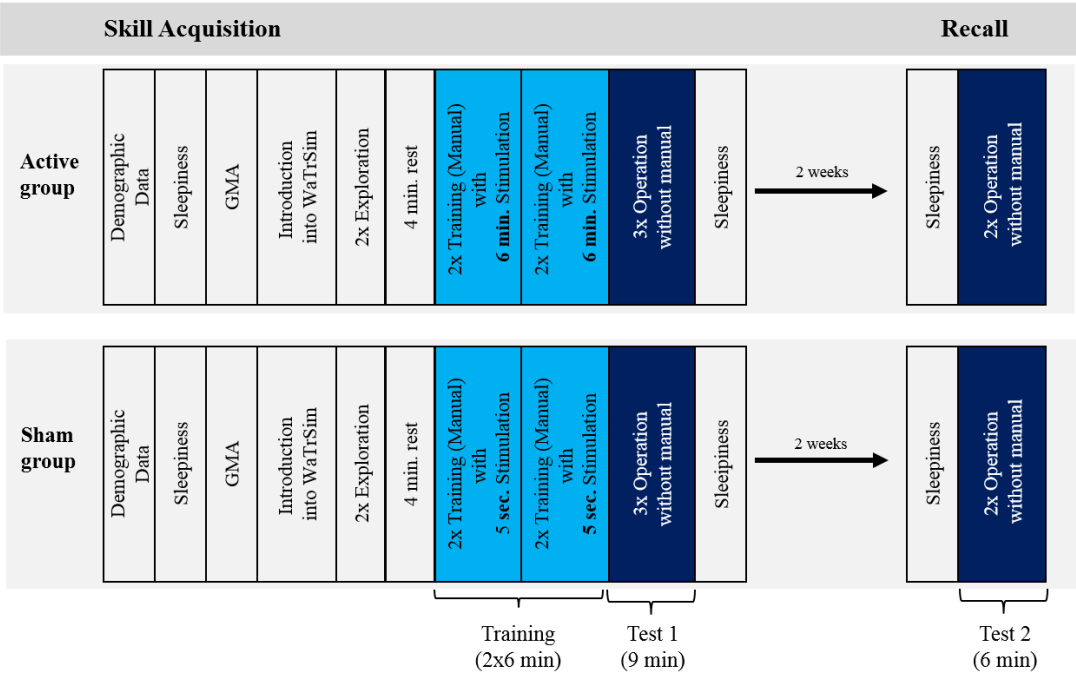 Skill Acquisition
Recall
Active
group
Demographic
Data
Sleepiness
GMA
Introduction
into WaTrSim
2x Exploration
4 min. rest
2x Training (Manual)
with
6 min. Stimulation
2x Training (Manual)
with
6 min. Stimulation
3x Operation
without manual
Sleepiness
2 weeks
Sleepiness
2x Operation
without manual
Sham
group
Demographic
Data
Sleepiness
GMA
Introduction
into WaTrSim
2x Exploration
4 min. rest
2x Training (Manual)
with
5 sec. Stimulation
2x Training (Manual)
with
5 sec. Stimulation
3x Operation
without manual
Sleeipiness
2 weeks
Sleepiness
2x Operation
without manual
Training
(2x6 min)
Test 1
(9 min)
Test 2
(6 min)